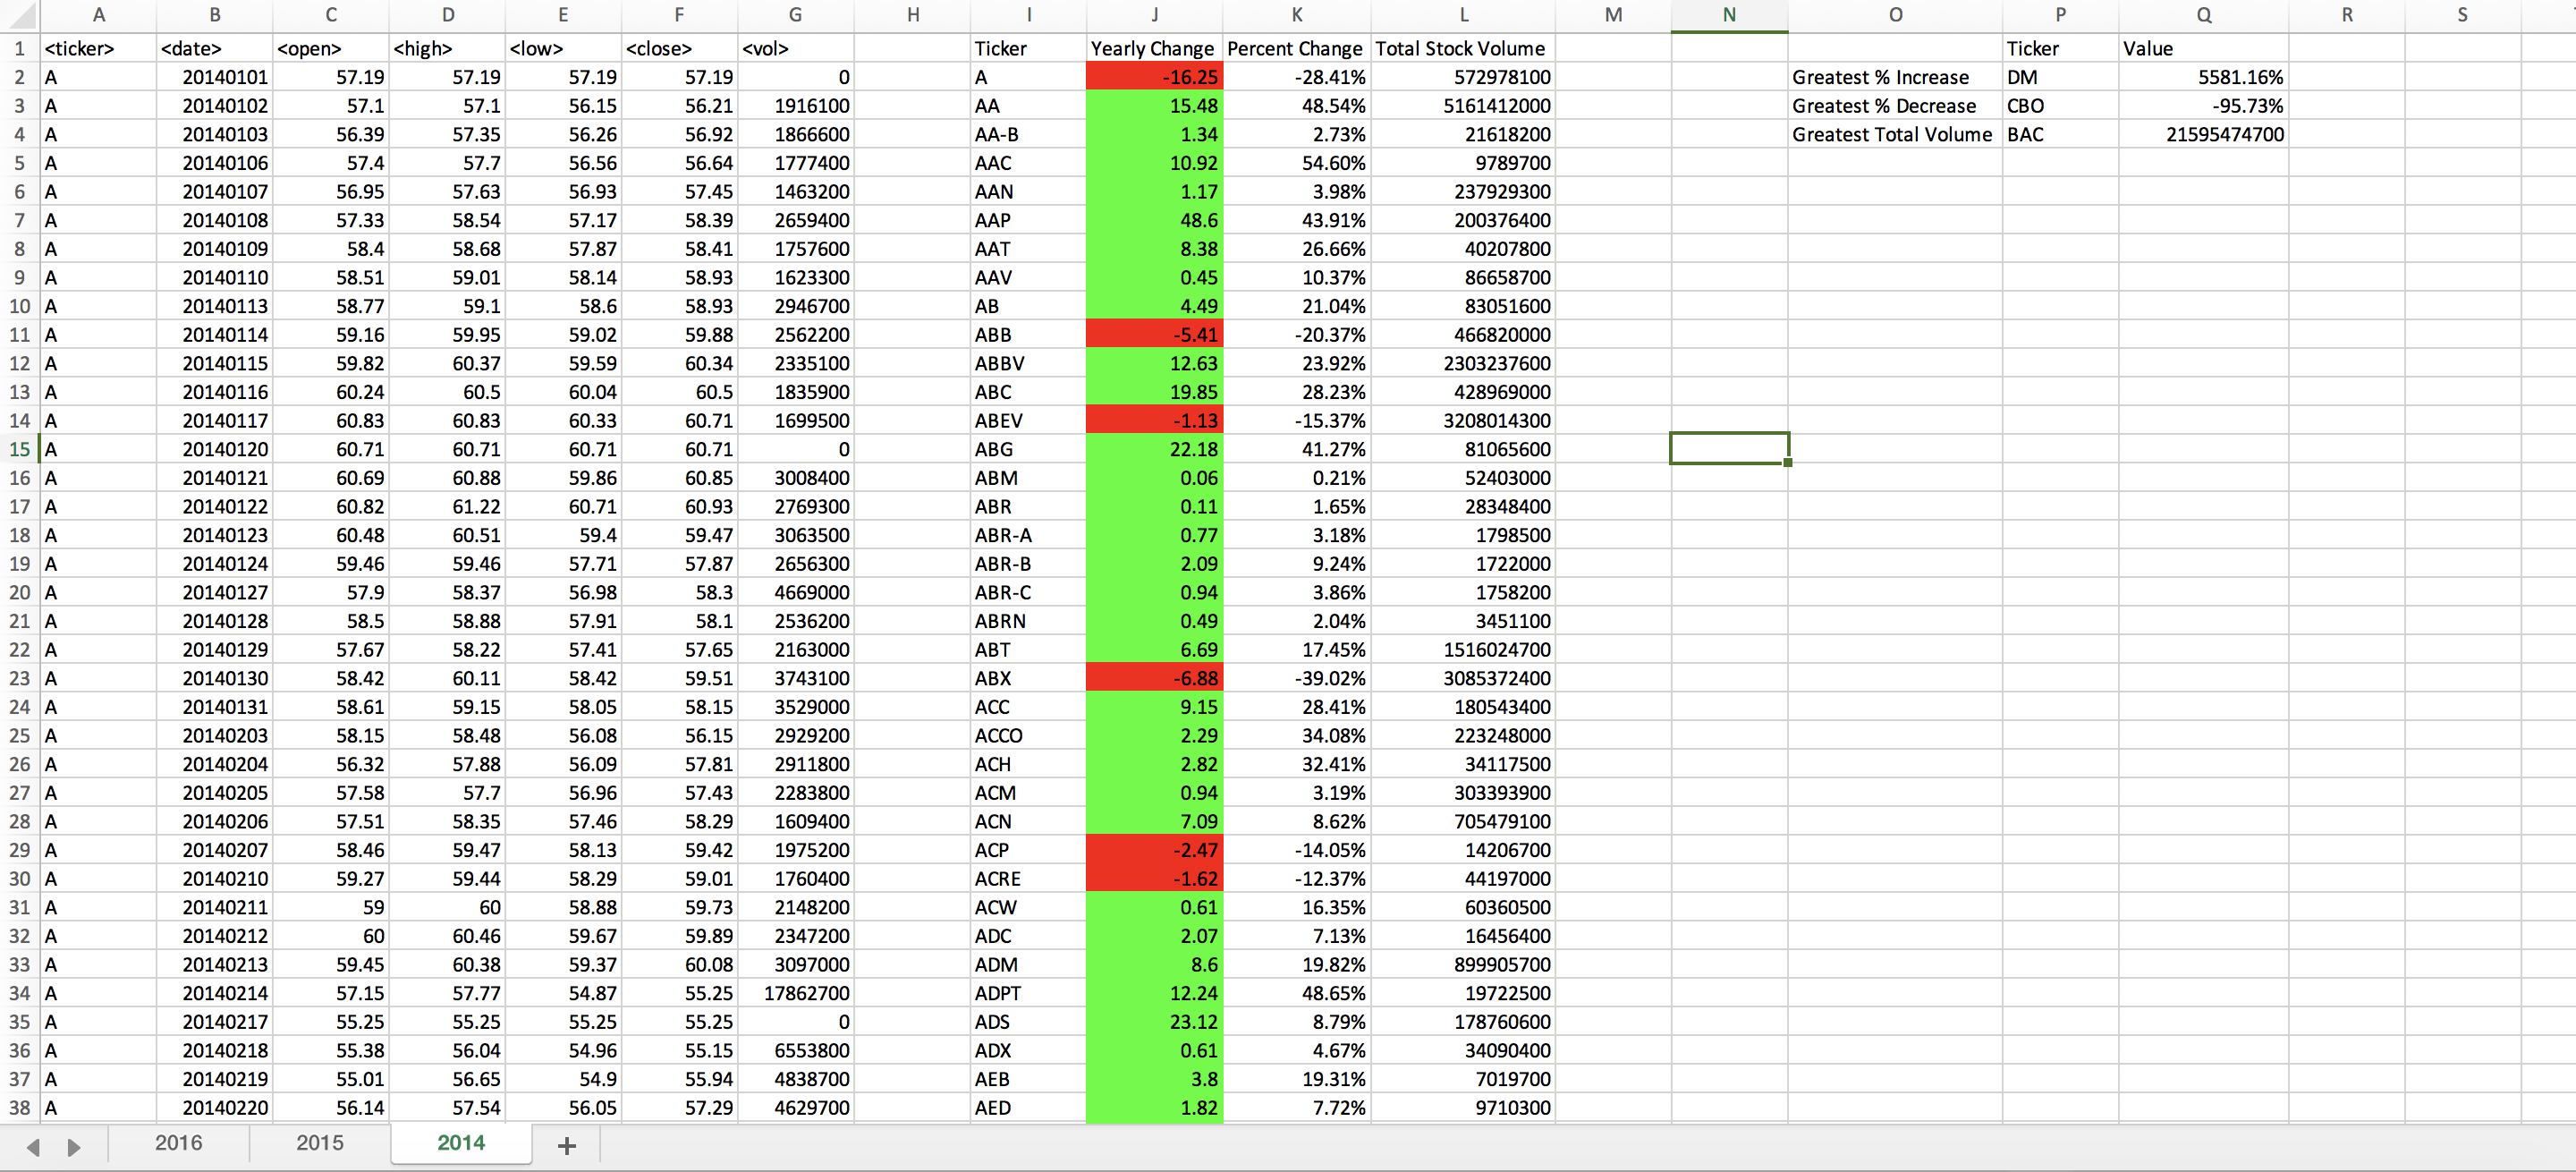 A B C D E F G H I J K L M N O P Q R S
1 <ticker> <date> <open> <high> <low> <close> <vol> Ticker Yearly Change Percent Change Total Stock Volume Ticker Value
2 A 20140101 57.19 57.19 57.19 57.19 0 A -16.25 -28.41% 572978100 Greatest % Increase DM 5581.16%
3 A 20140102 57.1 57.1 56.15 56.21 1916100 AA 15.48 48.54% 5161412000 Greatest % Decrease CBO -95.73%
4 A 20140103 56.39 57.35 56.26 56.92 1866600 AA-B 1.34 2.73% 21618200 Greatest Total Volume BAC 21595474700
5 A 20140106 57.4 57.7 56.56 56.64 1777400 AAC 10.92 54.60% 9789700
6 A 20140107 56.95 57.63 56.93 57.45 1463200 AAN 1.17 3.98% 237929300
7 A 20140108 57.33 58.54 57.17 58.39 2659400 AAP 48.6 43.91% 200376400
8 A 20140109 58.4 58.68 57.87 58.41 1757600 AAT 8.38 26.66% 40207800
9 A 20140110 58.51 59.01 58.14 58.93 1623300 AAV 0.45 10.37% 86658700
10 A 20140113 58.77 59.1 58.6 58.93 2946700 AB 4.49 21.04% 83051600
11 A 20140114 59.16 59.95 59.02 59.88 2562200 ABB -5.41 -20.37% 466820000
12 A 20140115 59.82 60.37 59.59 60.34 2335100 ABBV 12.63 23.92% 2303237600
13 A 20140116 60.24 60.5 60.04 60.5 1835900 ABC 19.85 28.23% 428969000
14 A 20140117 60.83 60.83 60.33 60.71 1699500 ABEV -1.13 -15.37% 3208014300
15 A 20140120 60.71 60.71 60.71 60.71 0 ABG 22.18 41.27% 81065600
16 A 20140121 60.69 60.88 59.86 60.85 3008400 ABM 0.06 0.21% 52403000
17 A 20140122 60.82 61.22 60.71 60.93 2769300 ABR 0.11 1.65% 28348400
18 A 20140123 60.48 60.51 59.4 59.47 3063500 ABR-A 0.77 3.18% 1798500
19 A 20140124 59.46 59.46 57.71 57.87 2656300 ABR-B 2.09 9.24% 1722000
20 A 20140127 57.9 58.37 56.98 58.3 4669000 ABR-C 0.94 3.86% 1758200
21 A 20140128 58.5 58.88 57.91 58.1 2536200 ABRN 0.49 2.04% 3451100
22 A 20140129 57.67 58.22 57.41 57.65 2163000 ABT 6.69 17.45% 1516024700
23 A 20140130 58.42 60.11 58.42 59.51 3743100 ABX -6.88 -39.02% 3085372400
24 A 20140131 58.61 59.15 58.05 58.15 3529000 ACC 9.15 28.41% 180543400
25 A 20140203 58.15 58.48 56.08 56.15 2929200 ACCO 2.29 34.08% 223248000
26 A 20140204 56.32 57.88 56.09 57.81 2911800 ACH 2.82 32.41% 34117500
27 A 20140205 57.58 57.7 56.96 57.43 2283800 ACM 0.94 3.19% 303393900
28 A 20140206 57.51 58.35 57.46 58.29 1609400 ACN 7.09 8.62% 705479100
29 A 20140207 58.46 59.47 58.13 59.42 1975200 ACP -2.47 -14.05% 14206700
30 A 20140210 59.27 59.44 58.29 59.01 1760400 ACRE -1.62 -12.37% 44197000
31 A 20140211 59 60 58.88 59.73 2148200 ACW 0.61 16.35% 60360500
32 A 20140212 60 60.46 59.67 59.89 2347200 ADC 2.07 7.13% 16456400
33 A 20140213 59.45 60.38 59.37 60.08 3097000 ADM 8.6 19.82% 899905700
34 A 20140214 57.15 57.77 54.87 55.25 17862700 ADPT 12.24 48.65% 19722500
35 A 20140217 55.25 55.25 55.25 55.25 0 ADS 23.12 8.79% 178760600
36 A 20140218 55.38 56.04 54.96 55.15 6553800 ADX 0.61 4.67% 34090400
37 A 20140219 55.01 56.65 54.9 55.94 4838700 AEB 3.8 19.31% 7019700
38 A 20140220 56.14 57.54 56.05 57.29 4629700 AED 1.82 7.72% 9710300
2016 2015 2014 +